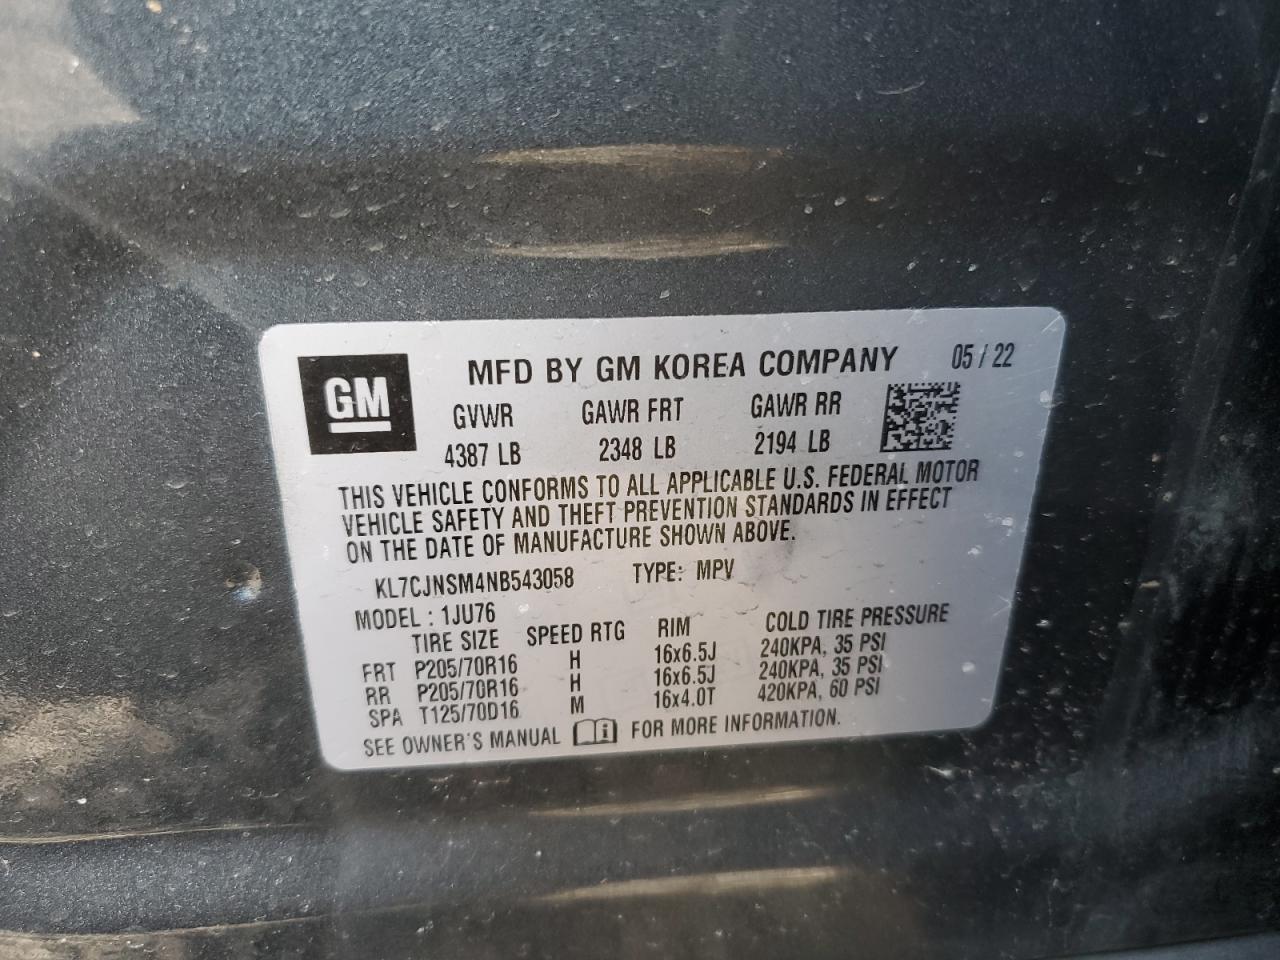 GM
MFD BY GM KOREA COMPANY 05 / 22
GVWR GAWR FRT GAWR RR
4387 LB 2348 LB 2194 LB
THIS VEHICLE CONFORMS TO ALL APPLICABLE U.S. FEDERAL MOTOR
VEHICLE SAFETY AND THEFT PREVENTION STANDARDS IN EFFECT
ON THE DATE OF MANUFACTURE SHOWN ABOVE.
KL7CJNSM4NB543058 TYPE: MPV
MODEL : 1JU76
TIRE SIZE SPEED RTG RIM COLD TIRE PRESSURE
FRT P205/70R16 H 16x6.5J 240KPA, 35 PSI
RR P205/70R16 H 16x6.5J 240KPA, 35 PSI
SPA T125/70D16 M 16x4.0T 420KPA, 60 PSI
SEE OWNER'S MANUAL i FOR MORE INFORMATION.